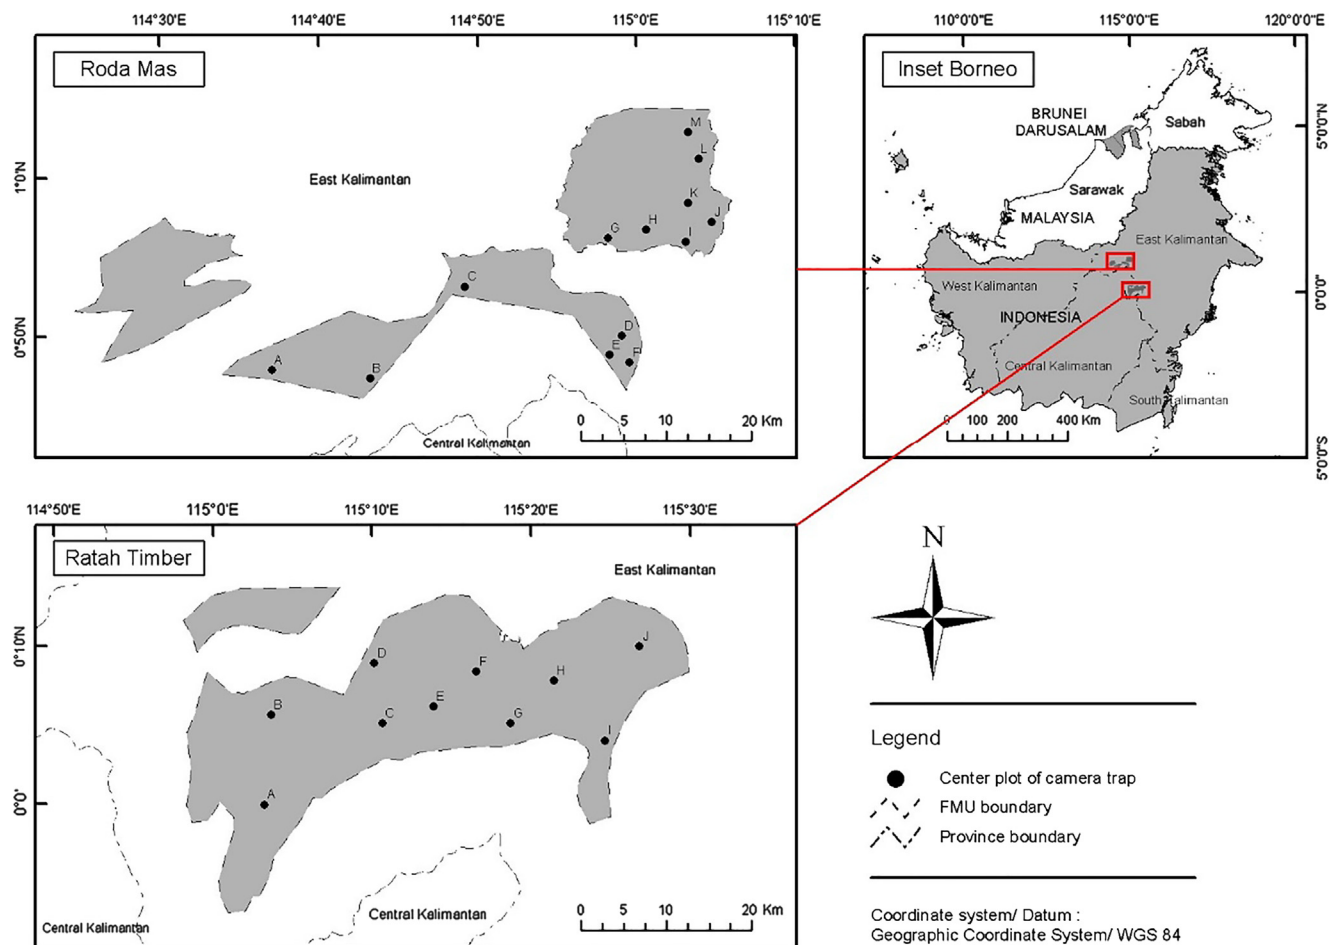 114°30'E 114°40'E 114°50'E 115°0'E 115°10'E
Roda Mas
1°0'N
0°50'N
East Kalimantan
M
L
K
J
H
G
I
C
D
E
F
A
B
0 5 10 20 Km
Central Kalimantan
110°0'0"E 115°0'0"E 120°0'0"E
Inset Borneo
5°0'0"N
0°0'0"
5°0'0"S
BRUNEI
DARUSALAM
Sabah
Sarawak
MALAYSIA
East Kalimantan
West Kalimantan
INDONESIA
Central Kalimantan
South Kalimantan
0 100 200 400 Km
114°50'E 115°0'E 115°10'E 115°20'E 115°30'E
Ratah Timber
0°10'N
0°0'
East Kalimantan
J
D
F
H
E
B
C
G
I
A
Central Kalimantan
Central Kalimantan
0 5 10 20 Km
N
Legend
Center plot of camera trap
FMU boundary
Province boundary
Coordinate system/ Datum :
Geographic Coordinate System/ WGS 84